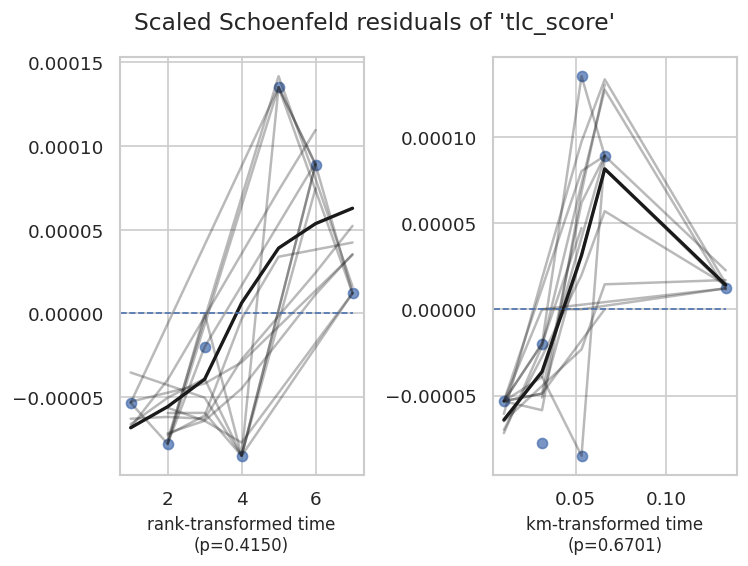 Scaled Schoenfeld residuals of 'tlc_score'
0.00015
0.00010
0.00005
0.00000
−0.00005
2 4 6
rank-transformed time
(p=0.4150)
0.00010
0.00005
0.00000
−0.00005
0.05 0.10
km-transformed time
(p=0.6701)